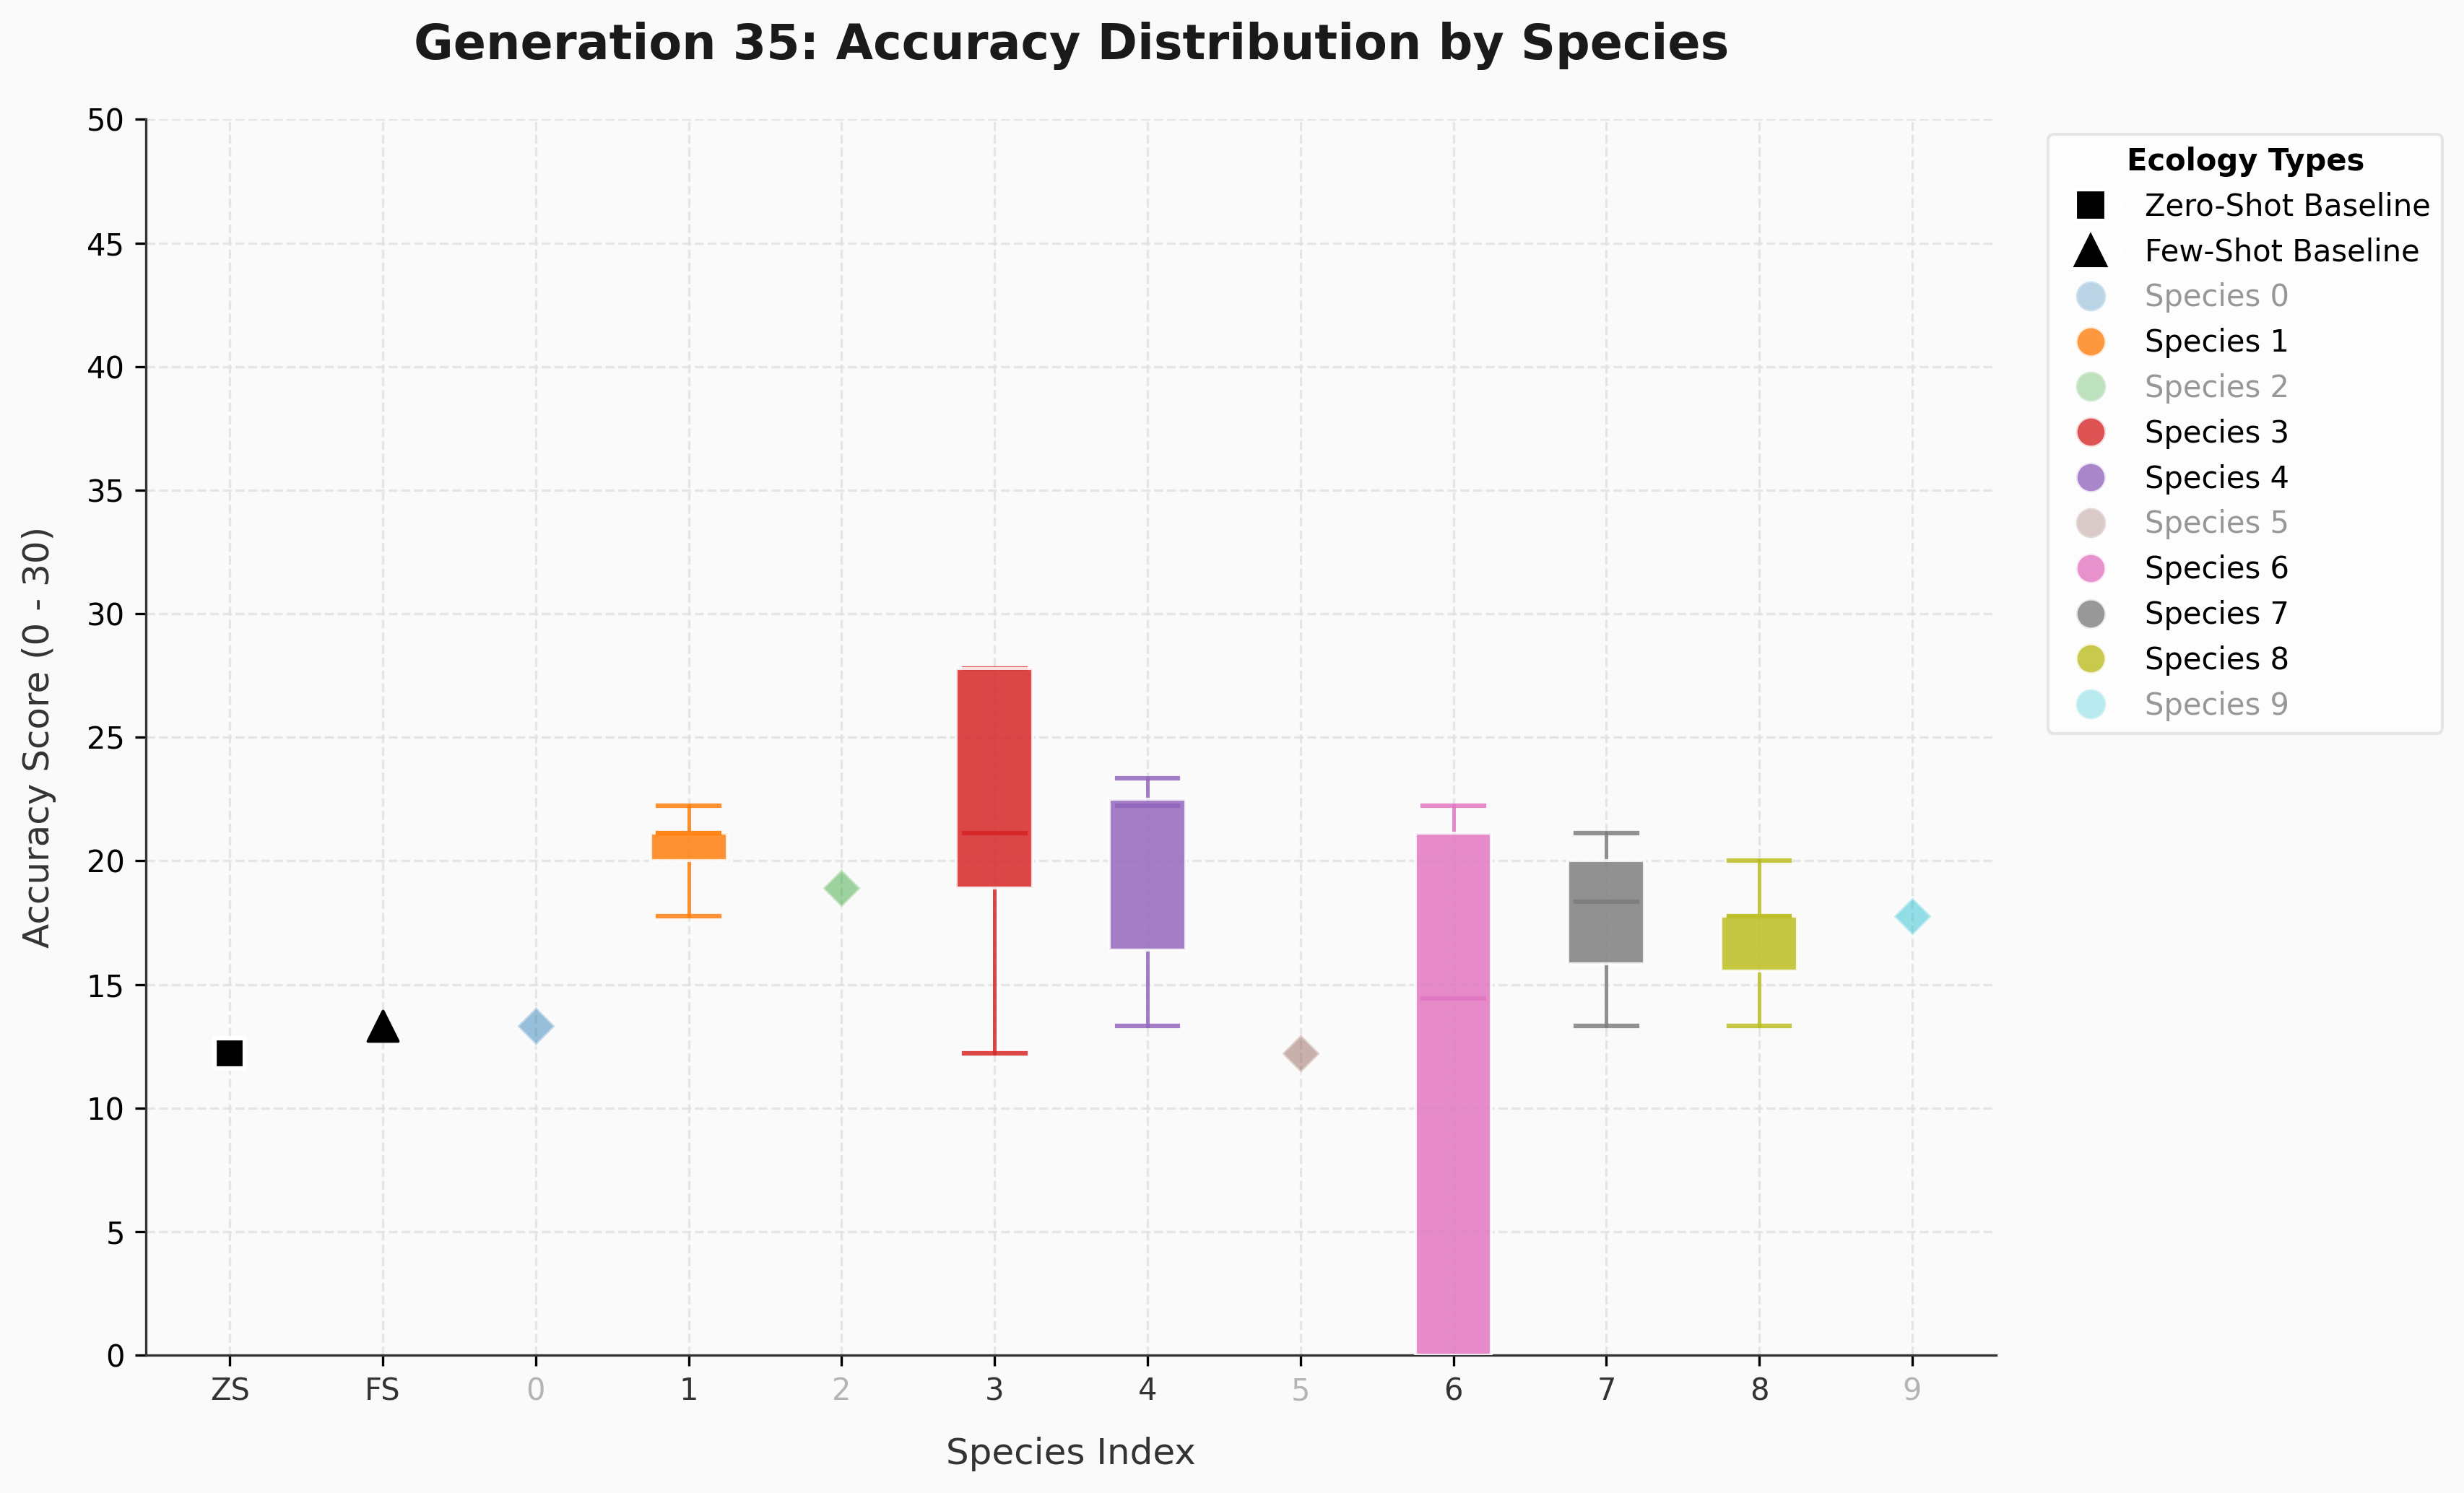 Generation 35: Accuracy Distribution by Species
Accuracy Score (0 - 30)
50
45
40
35
30
25
20
15
10
5
0
ZS FS 0 1 2 3 4 5 6 7 8 9
Species Index
Ecology Types
Zero-Shot Baseline
Few-Shot Baseline
Species 0
Species 1
Species 2
Species 3
Species 4
Species 5
Species 6
Species 7
Species 8
Species 9